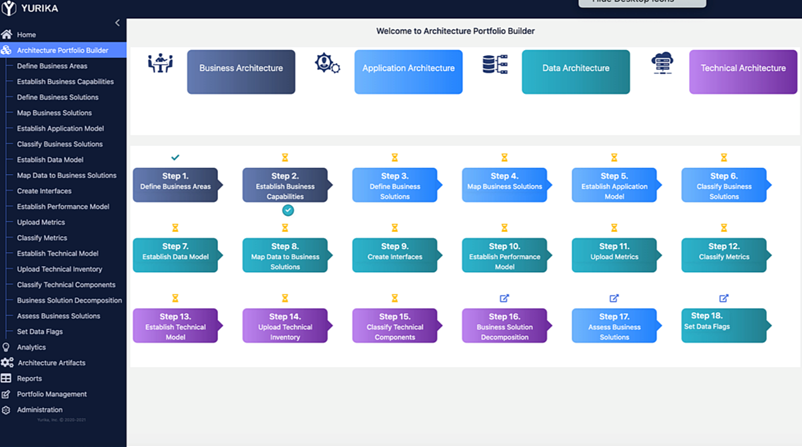 YURIKA
Hide Desktop Icons
Home
Architecture Portfolio Builder
Define Business Areas
Establish Business Capabilities
Define Business Solutions
Map Business Solutions
Establish Application Model
Classify Business Solutions
Establish Data Model
Map Data to Business Solutions
Create Interfaces
Establish Performance Model
Upload Metrics
Classify Metrics
Establish Technical Model
Upload Technical Inventory
Classify Technical Components
Business Solution Decomposition
Assess Business Solutions
Set Data Flags
Analytics
Architecture Artifacts
Reports
Portfolio Management
Administration
Yurika, Inc. © 2020-2021
Welcome to Architecture Portfolio Builder
Business Architecture
Application Architecture
Data Architecture
Technical Architecture
Step 1.
Define Business Areas
Step 2.
Establish Business
Capabilities
Step 3.
Define Business
Solutions
Step 4.
Map Business Solutions
Step 5.
Establish Application
Model
Step 6.
Classify Business
Solutions
Step 7.
Establish Data Model
Step 8.
Map Data to Business
Solutions
Step 9.
Create Interfaces
Step 10.
Establish Performance
Model
Step 11.
Upload Metrics
Step 12.
Classify Metrics
Step 13.
Establish Technical
Model
Step 14.
Upload Technical
Inventory
Step 15.
Classify Technical
Components
Step 16.
Business Solution
Decomposition
Step 17.
Assess Business
Solutions
Step 18.
Set Data Flags